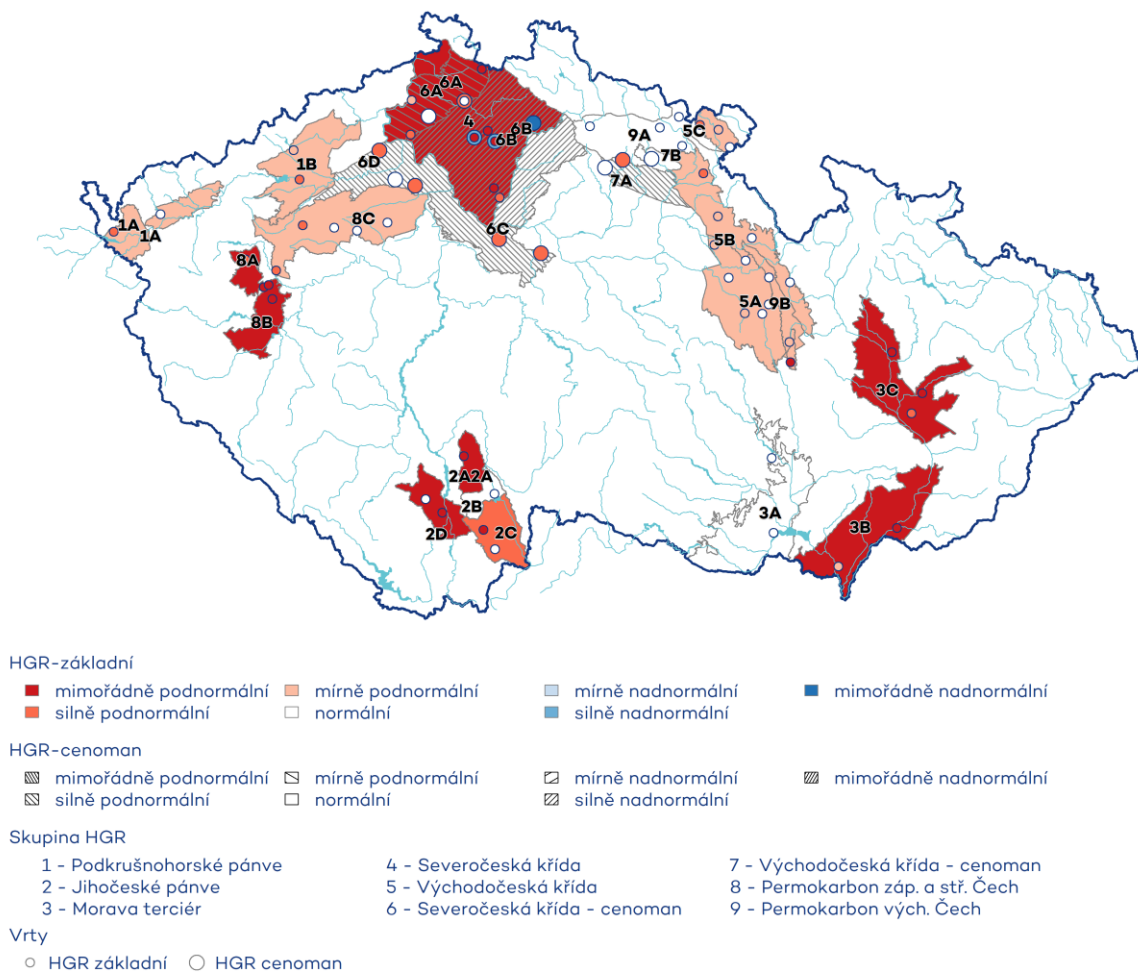 6A
6A
4
6B
6B
9A
5C
7B
1B
6D
7A
1A
1A
8C
6C
5B
8A
8B
5A
9B
3C
2A2A
2B
2D
2C
3A
3B
HGR-základní
mimořádně podnormální mírně podnormální mírně nadnormální mimořádně nadnormální
silně podnormální normální silně nadnormální
HGR-cenoman
mimořádně podnormální mírně podnormální mírně nadnormální mimořádně nadnormální
silně podnormální normální silně nadnormální
Skupina HGR
1 - Podkrušnohorské pánve 4 - Severočeská křída 7 - Východočeská křída - cenoman
2 - Jihočeské pánve 5 - Východočeská křída 8 - Permokarbon záp. a stř. Čech
3 - Morava terciér 6 - Severočeská křída - cenoman 9 - Permokarbon vých. Čech
Vrty
HGR základní HGR cenoman